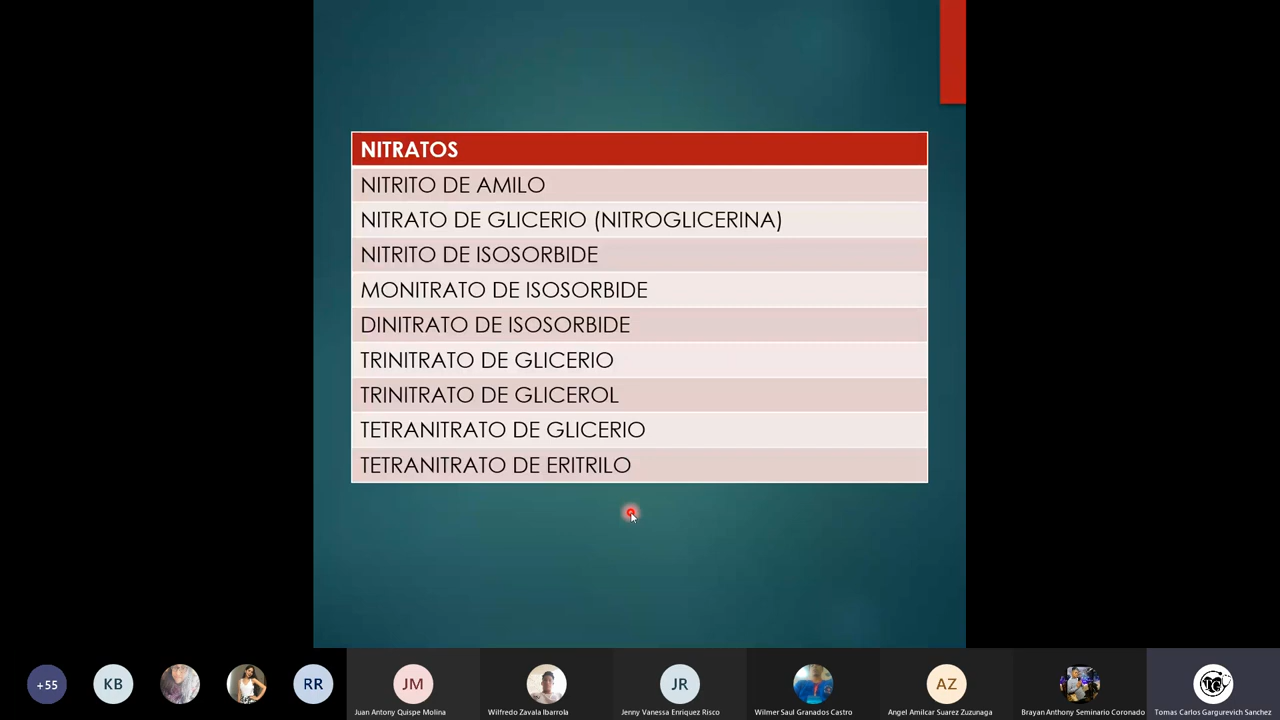 NITRATOS
NITRITO DE AMILO
NITRATO DE GLICERIO (NITROGLICERINA)
NITRITO DE ISOSORBIDE
MONITRATO DE ISOSORBIDE
DINITRATO DE ISOSORBIDE
TRINITRATO DE GLICERIO
TRINITRATO DE GLICEROL
TETRANITRATO DE GLICERIO
TETRANITRATO DE ERITRILO
+55
KB
RR
JM
JR
AZ
Juan Antony Quispe Molina
Wilfredo Zavala Ibarrola
Jenny Vanessa Enriquez Risco
Wilmer Saul Granados Castro
Angel Amilcar Suarez Zuzunaga
Brayan Anthony Seminario Coronado
Tomas Carlos Gargurevich Sanchez